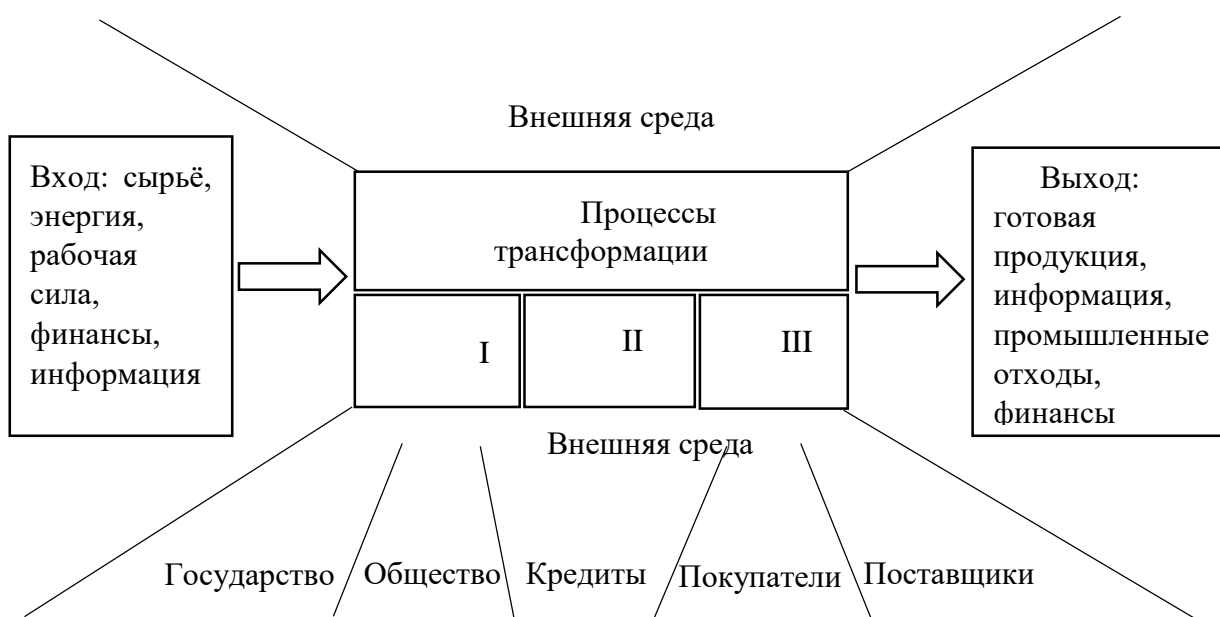 Внешняя среда
Вход: сырьё,
энергия,
рабочая
сила,
финансы,
информация
Процессы
трансформации
I
II
III
Выход:
готовая
продукция,
информация,
промышленные
отходы,
финансы
Внешняя среда
Государство
Общество
Кредиты
Покупатели
Поставщики